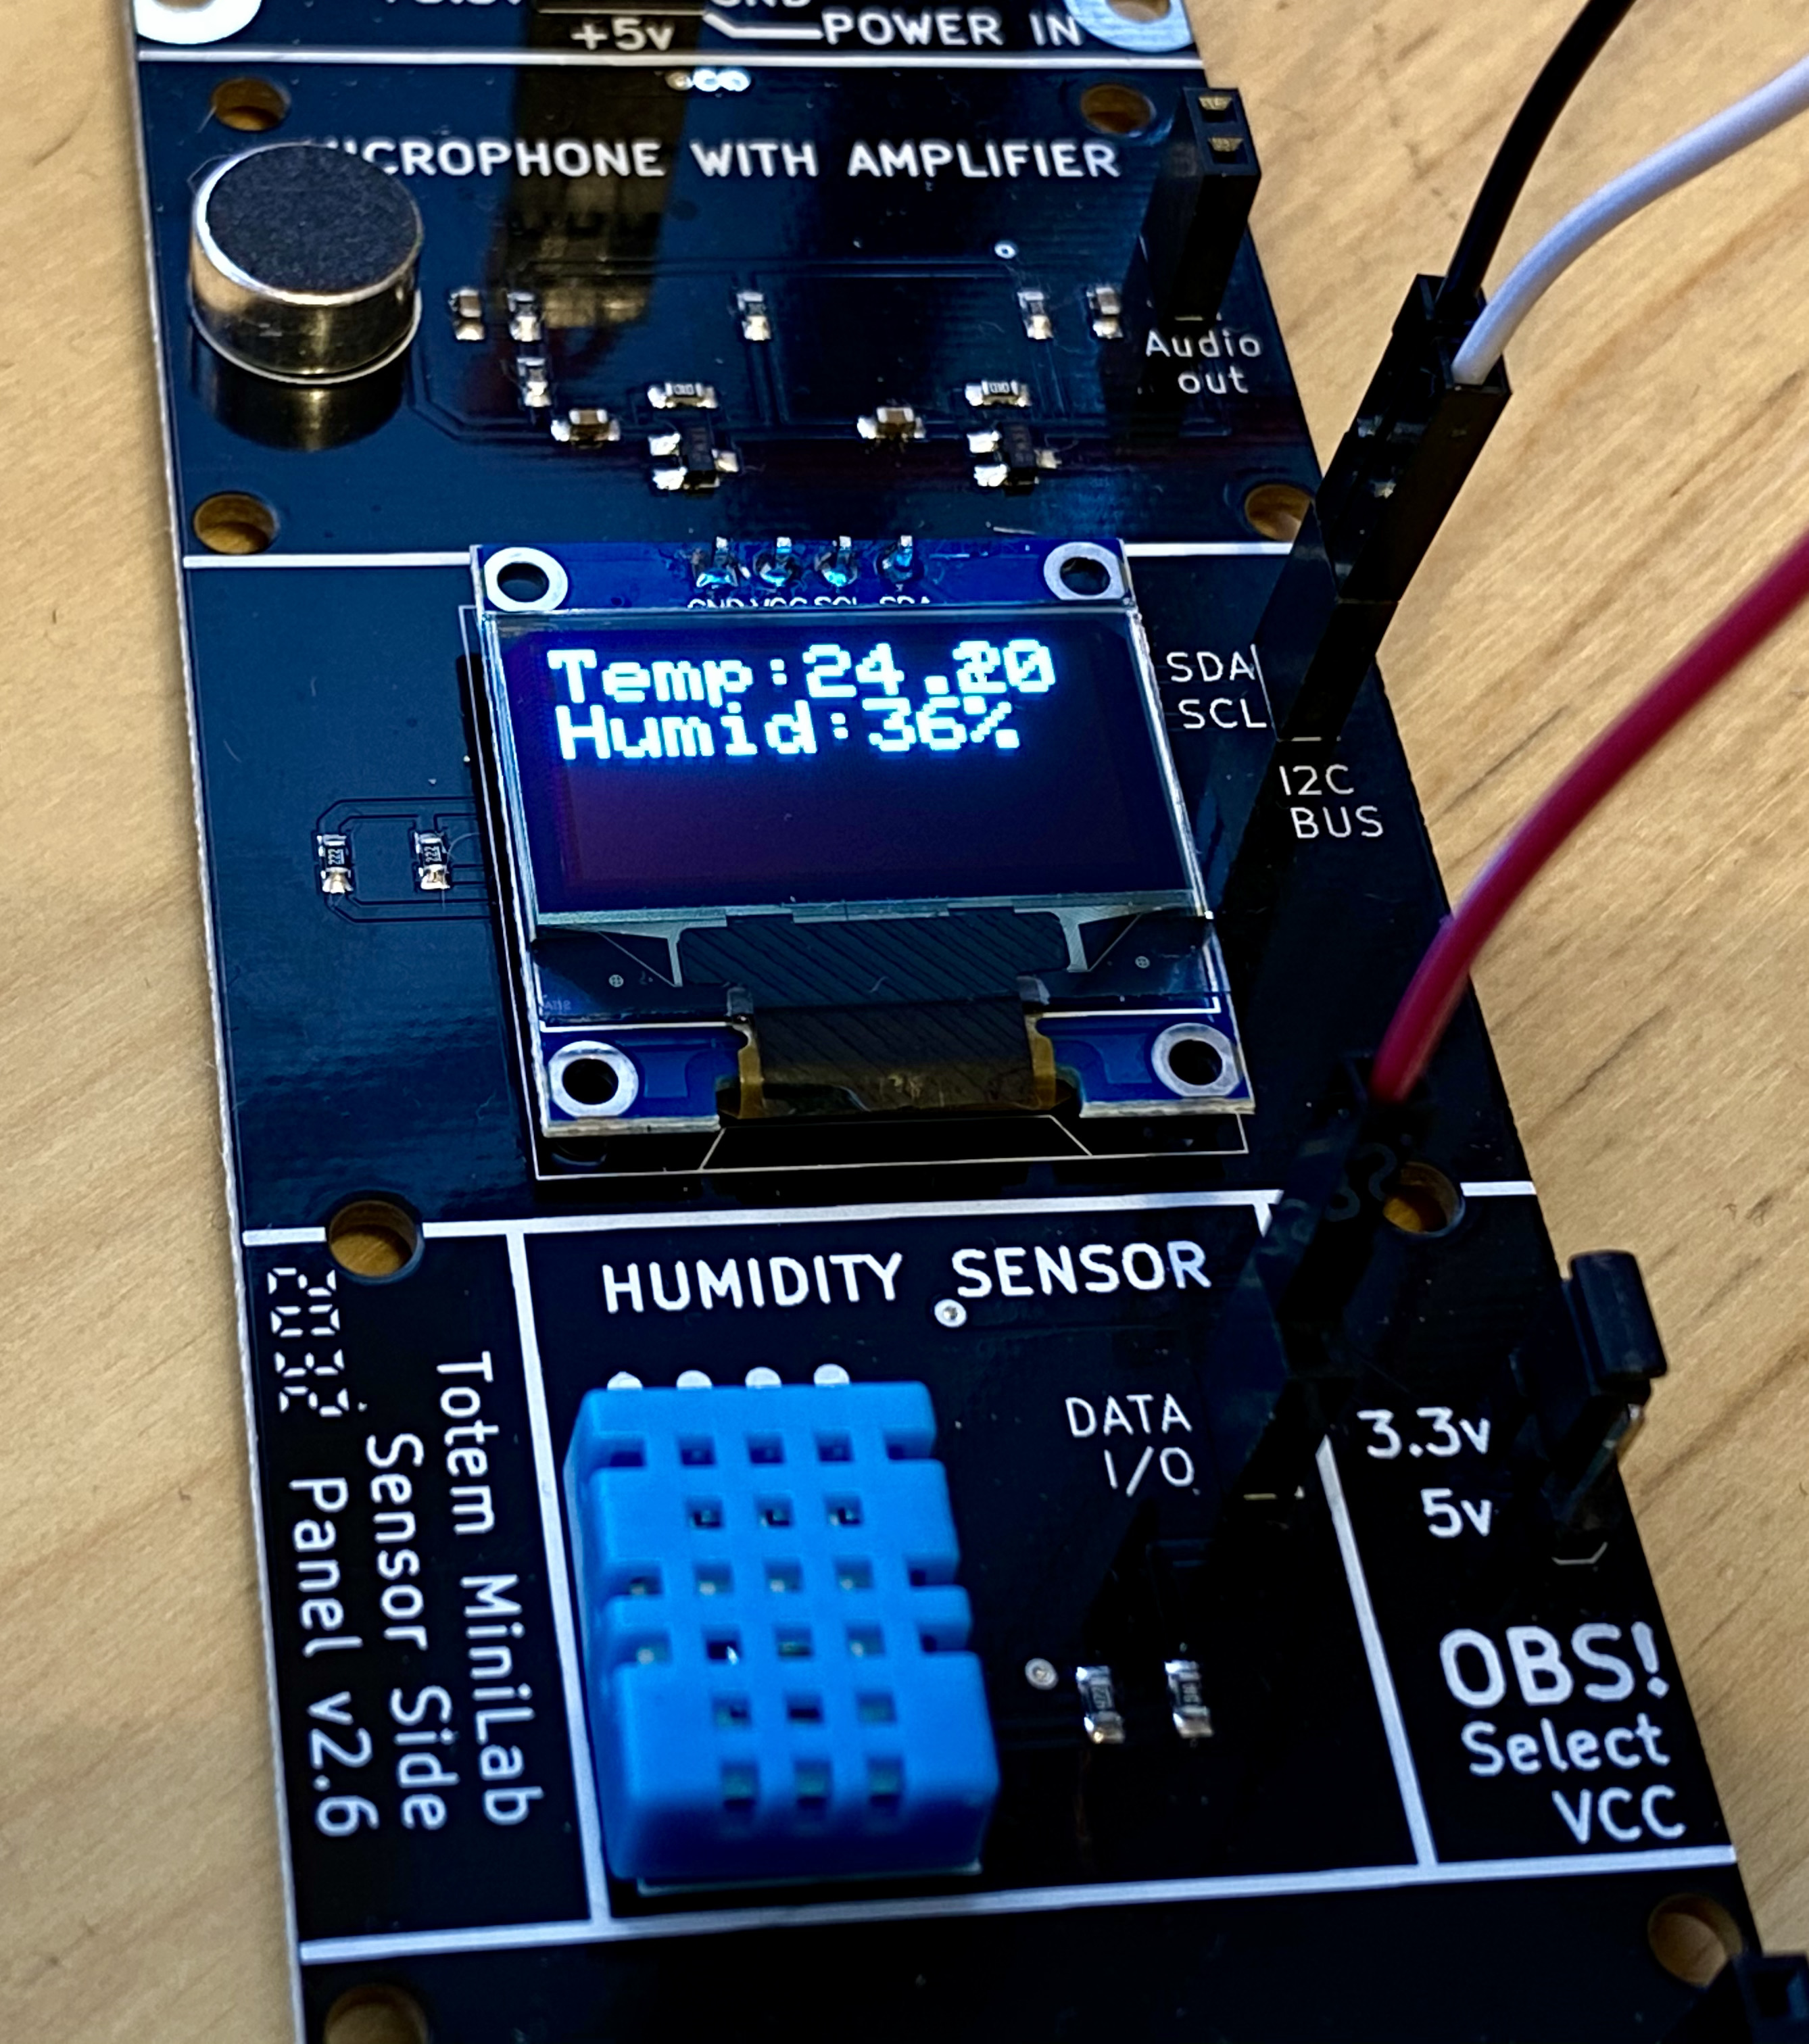 +5v
POWER IN
MICROPHONE WITH AMPLIFIER
Audio
out
Temp:24.20
Humid:36%
SDA
SCL
I2C
BUS
HUMIDITY SENSOR
DATA
I/O
3.3v
5v
OBS!
Select
VCC
Totem MiniLab
Sensor Side
Panel v2.6